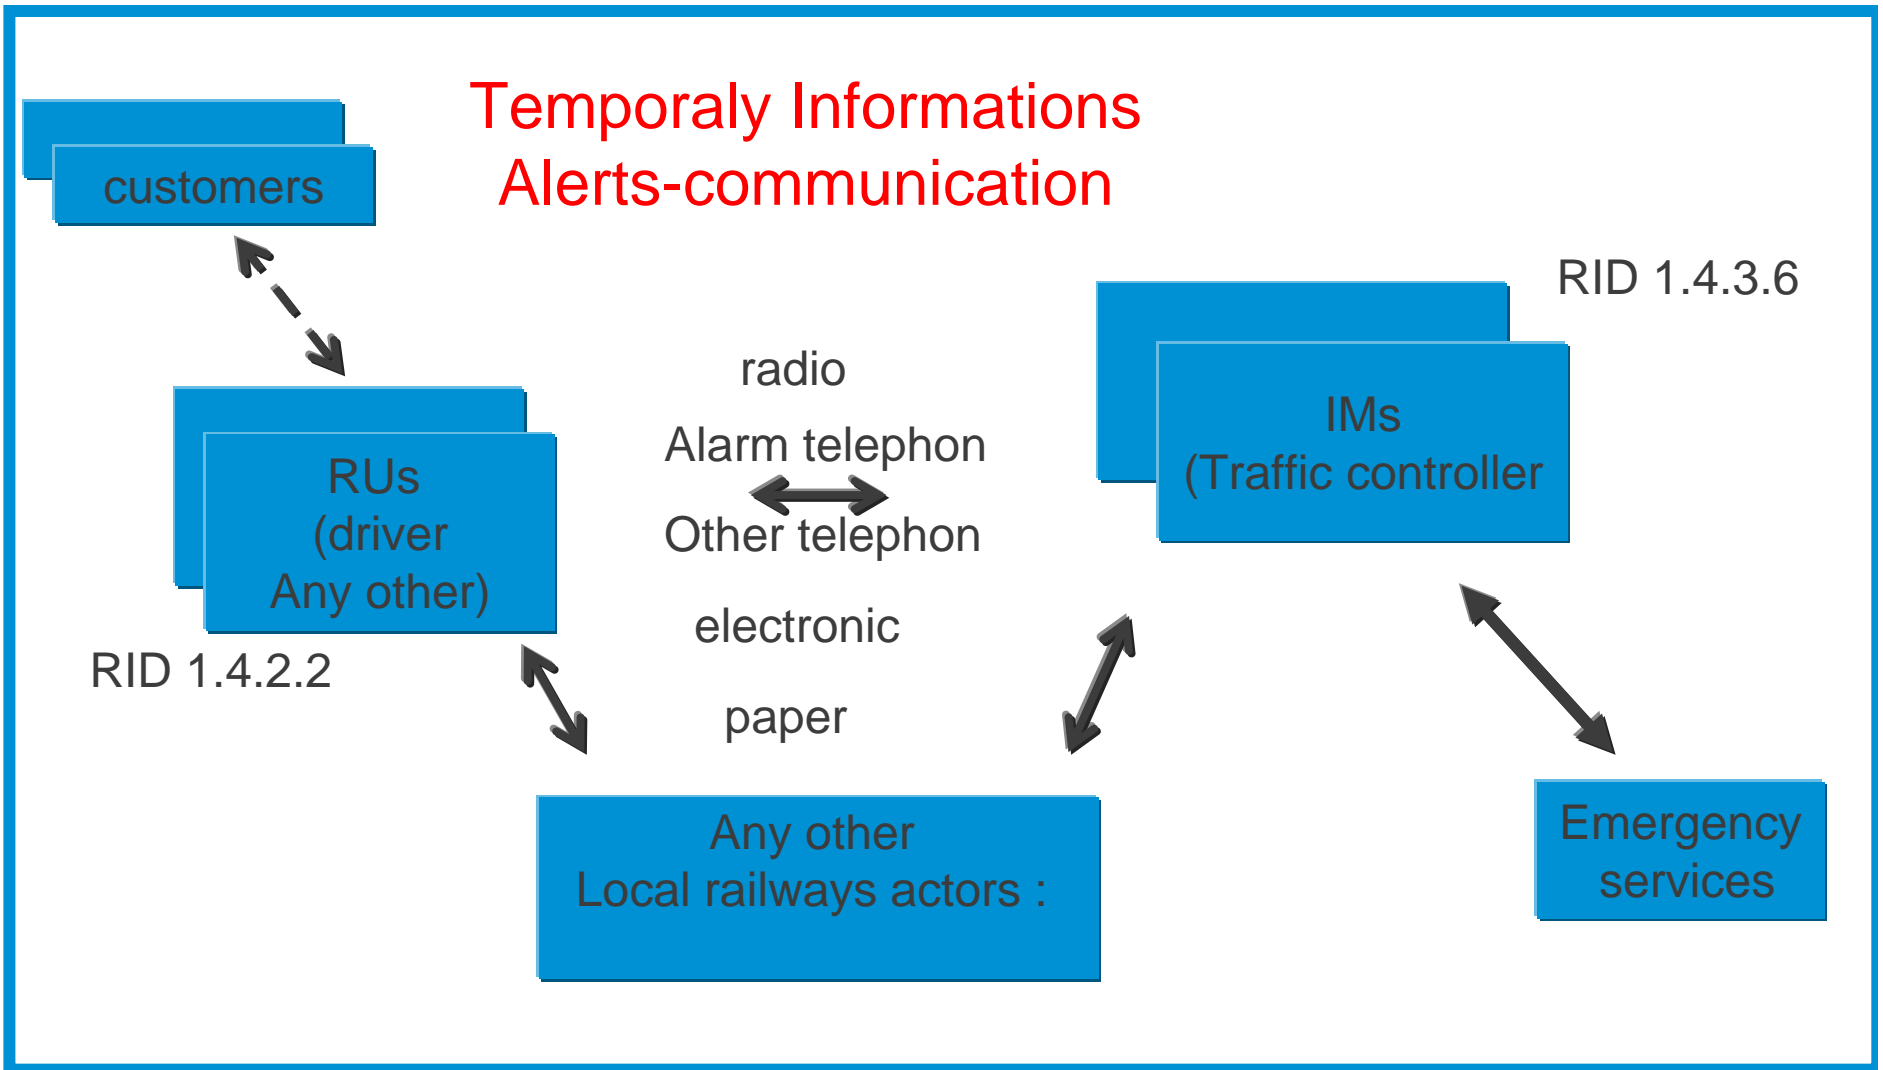 Temporaly Informations
Alerts-communication
customers
RID 1.4.3.6
radio
Alarm telephon
Other telephon
electronic
paper
IMs
(Traffic controller
RUs
(driver
Any other)
RID 1.4.2.2
Any other
Local railways actors :
Emergency
services